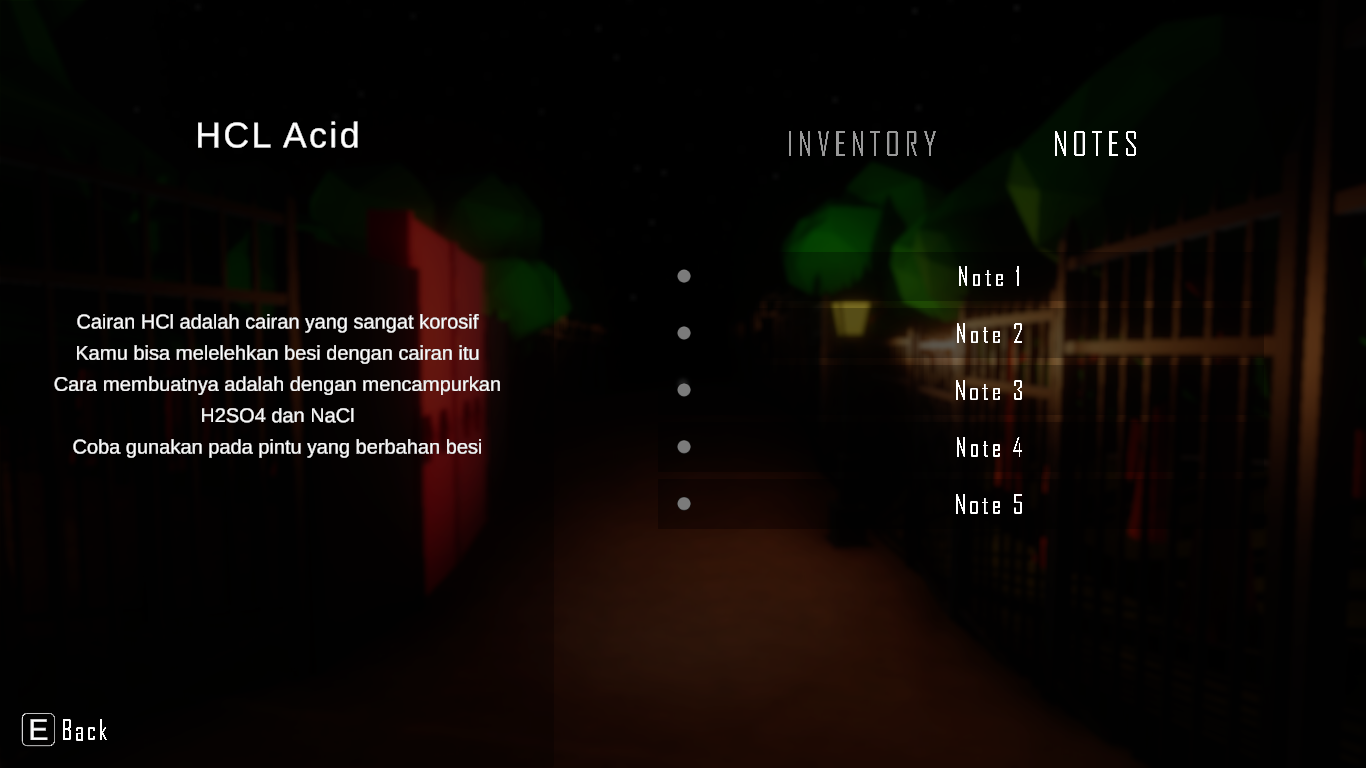 HCL Acid
Cairan HCl adalah cairan yang sangat korosif
Kamu bisa melelehkan besi dengan cairan itu
Cara membuatnya adalah dengan mencampurkan
H2SO4 dan NaCl
Coba gunakan pada pintu yang berbahan besi
INVENTORY
NOTES
Note 1
Note 2
Note 3
Note 4
Note 5
E Back